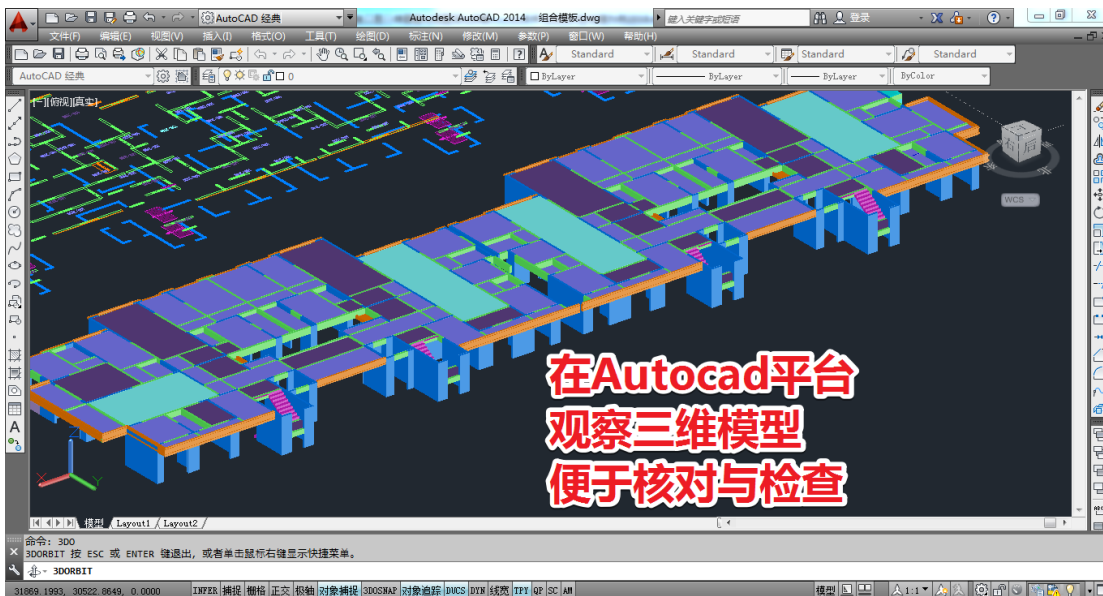 AutoCAD 经典
Autodesk AutoCAD 2014 组合模板.dwg
键入关键字或短语
登录
文件(F) 编辑(E) 视图(V) 插入(I) 格式(O) 工具(T) 绘图(D) 标注(N) 修改(M) 参数(P) 窗口(W) 帮助(H)
Standard Standard Standard Standard
AutoCAD 经典 0 ByLayer ByLayer ByLayer ByColor
[-][俯视][真实]
WCS
在Autocad平台
观察三维模型
便于核对与检查
模型 Layout1 Layout2
命令: 3DO
3DORBIT 按 ESC 或 ENTER 键退出，或者单击鼠标右键显示快捷菜单。
3DORBIT
31869.1993, 30522.8649, 0.0000 INFER 捕捉 栅格 正交 极轴 对象捕捉 3DOSNAP 对象追踪 DUCS DYN 线宽 TPY QP SC AM 模型 1:1